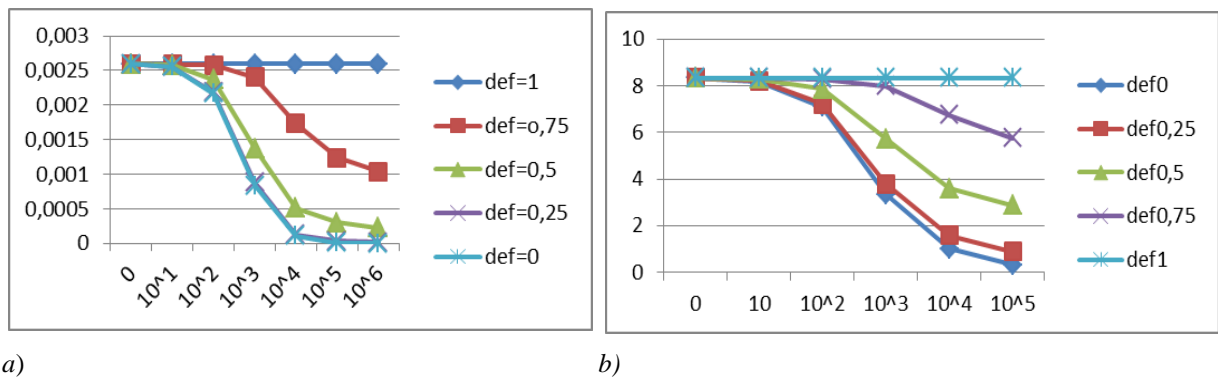 0,003
0,0025
0,002
0,0015
0,001
0,0005
0
0 10^1 10^2 10^3 10^4 10^5 10^6
def=1
def=o,75
def=0,5
def=0,25
def=0
10
8
6
4
2
0
0 10 10^2 10^3 10^4 10^5
def0
def0,25
def0,5
def0,75
def1
a) b)